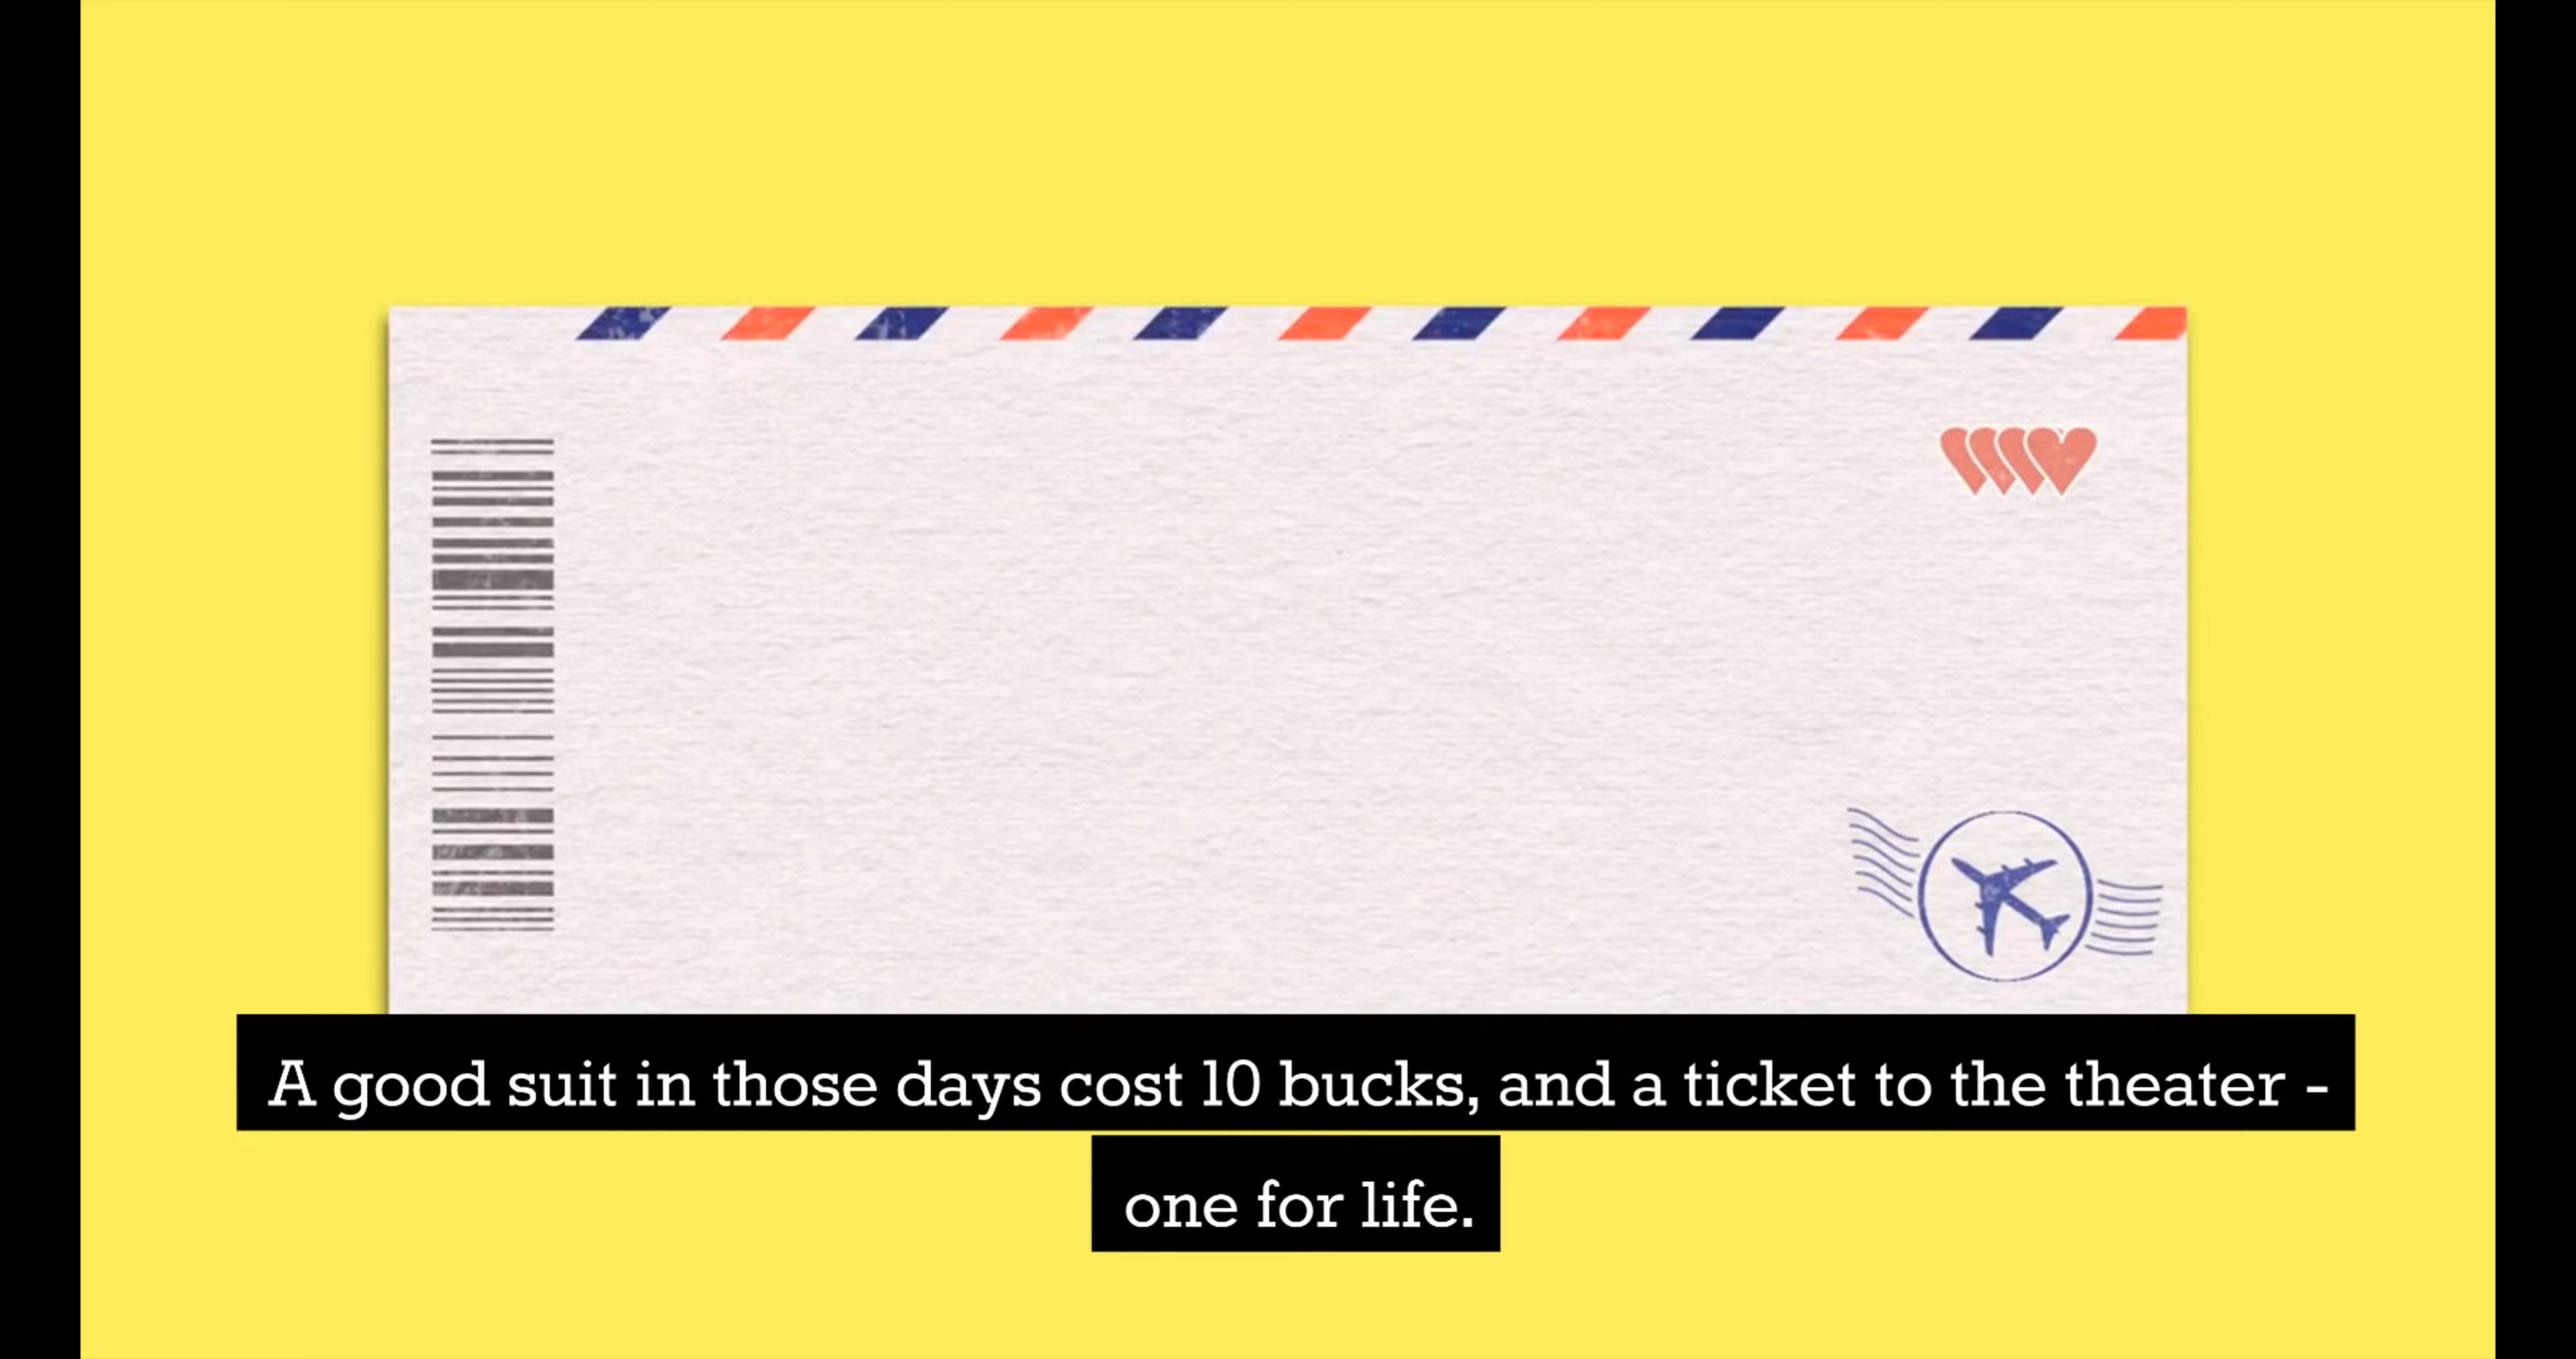 A good suit in those days cost 10 bucks, and a ticket to the theater -
one for life.